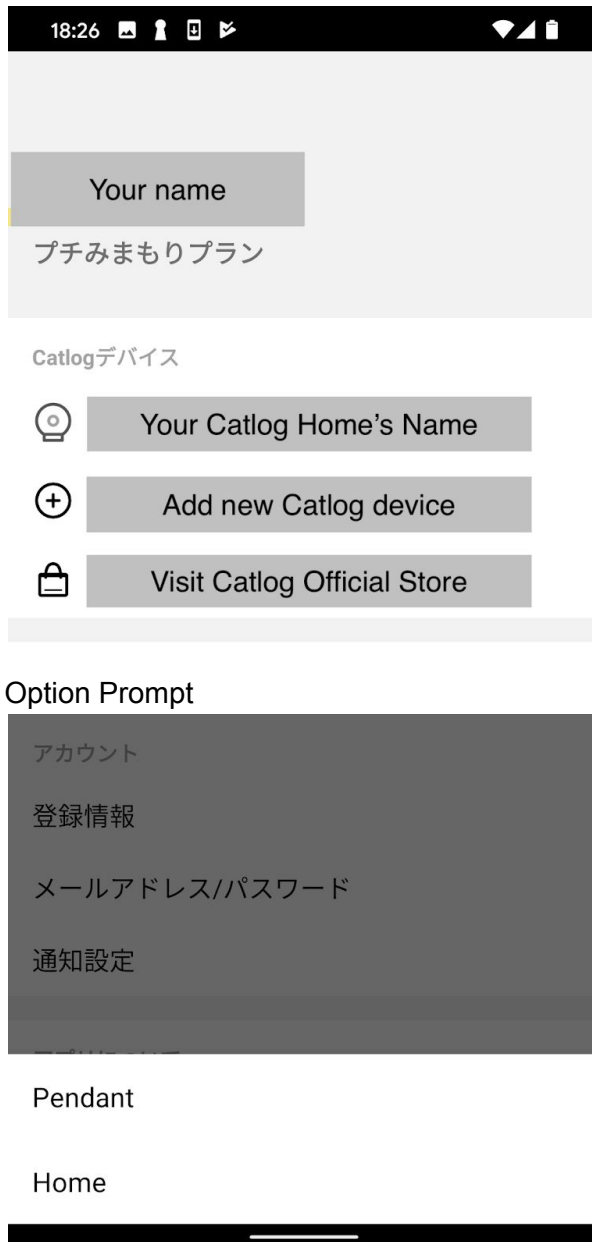 18:26
Your name
プチみまもりプラン
Catlogデバイス
Your Catlog Home’s Name
Add new Catlog device
Visit Catlog Official Store
Option Prompt
アカウント
登録情報
メールアドレス/パスワード
通知設定
Pendant
Home